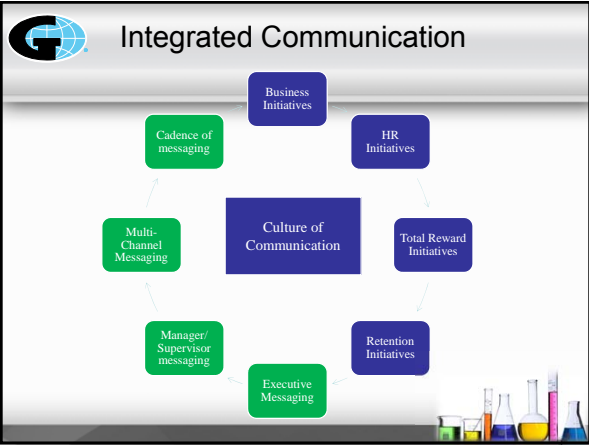 Integrated Communication
Business
Initiatives
HR
Initiatives
Total Reward
Initiatives
Retention
Initiatives
Executive
Messaging
Manager/
Supervisor
messaging
Multi-
Channel
Messaging
Cadence of
messaging
Culture of
Communication